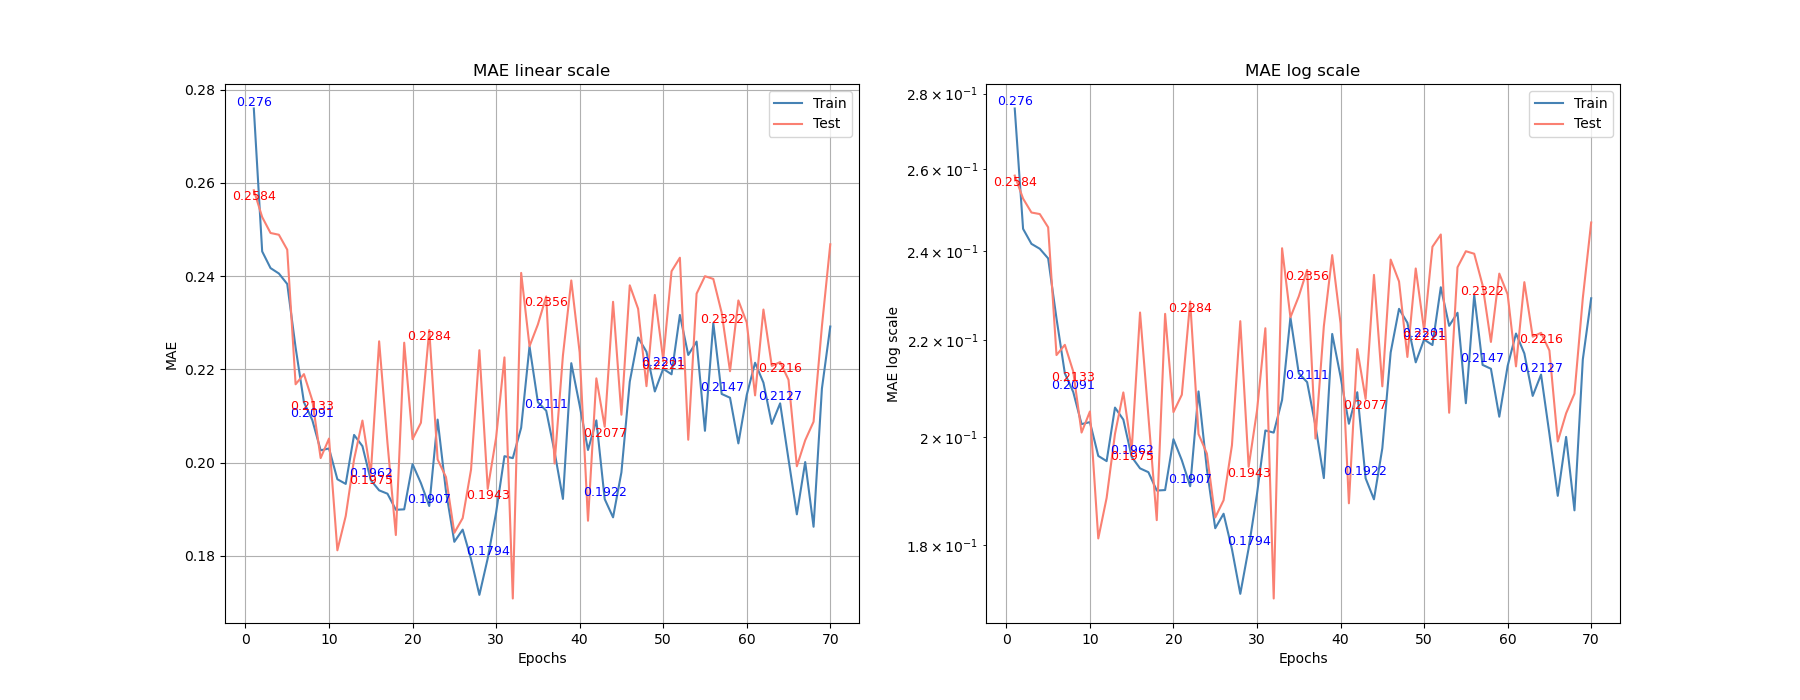 MAE linear scale
0.28
0.26
0.24
0.22
0.20
0.18
MAE
0 10 20 30 40 50 60 70
Epochs
Train
Test
0.276
0.2584
0.2133
0.2091
0.1962
0.1975
0.2284
0.1907
0.1943
0.1794
0.2356
0.2111
0.2077
0.1922
0.2201
0.2221
0.2322
0.2147
0.2216
0.2127
MAE log scale
2.8 × 10⁻¹
2.6 × 10⁻¹
2.4 × 10⁻¹
2.2 × 10⁻¹
2 × 10⁻¹
1.8 × 10⁻¹
MAE log scale
0 10 20 30 40 50 60 70
Epochs
Train
Test
0.276
0.2584
0.2133
0.2091
0.1962
0.1975
0.2284
0.1907
0.1943
0.1794
0.2356
0.2111
0.2077
0.1922
0.2201
0.2221
0.2322
0.2147
0.2216
0.2127